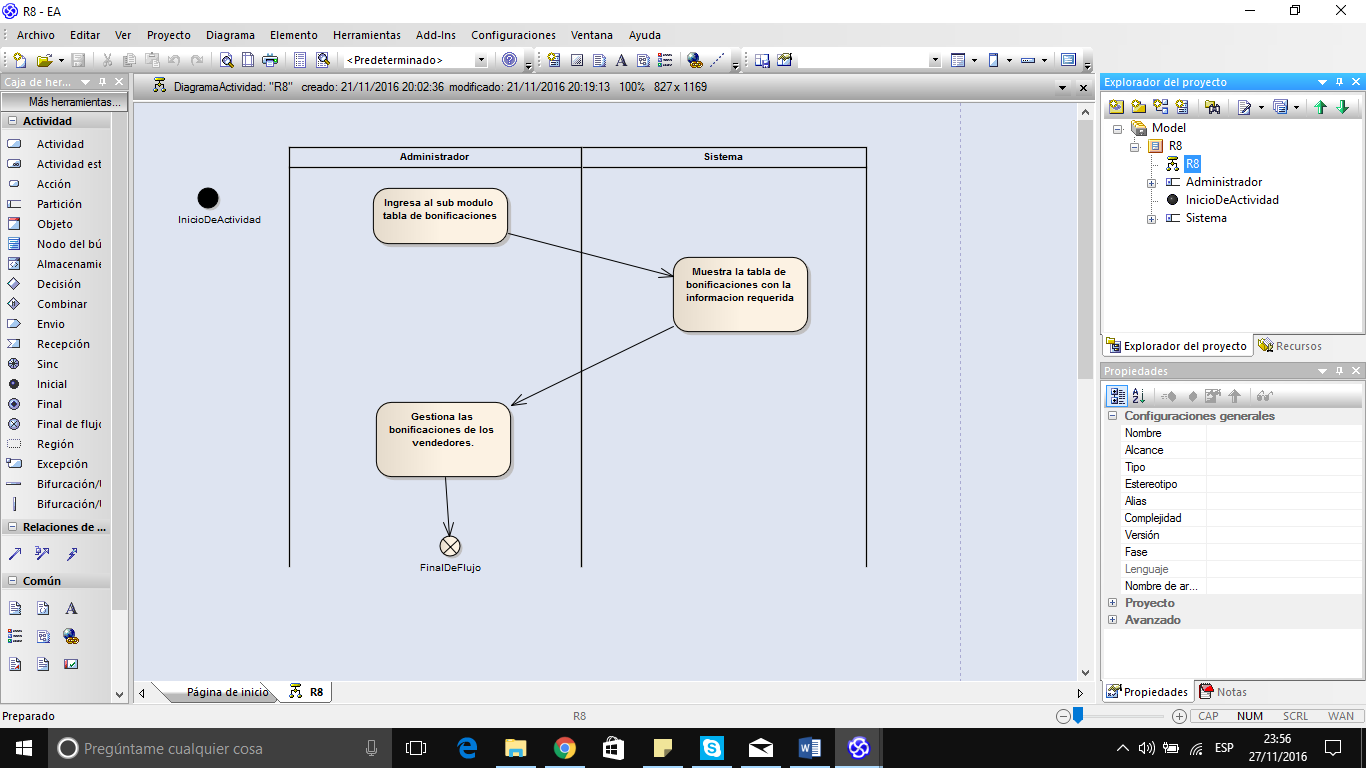 R8 - EA
Archivo Editar Ver Proyecto Diagrama Elemento Herramientas Add-Ins Configuraciones Ventana Ayuda
<Predeterminado>
Caja de her...
Más herramientas...
Actividad
Actividad
Actividad est
Acción
Partición
Objeto
Nodo del bú
Almacenamie
Decisión
Combinar
Envio
Recepción
Sinc
Inicial
Final
Final de flujo
Región
Excepción
Bifurcación/U
Bifurcación/U
Relaciones de ...
Común
DiagramaActividad: "R8" creado: 21/11/2016 20:02:36 modificado: 21/11/2016 20:19:13 100% 827 x 1169
Administrador
Sistema
InicioDeActividad
Ingresa al sub modulo
tabla de bonificaciones
Muestra la tabla de
bonificaciones con la
informacion requerida
Gestiona las
bonificaciones de los
vendedores.
FinalDeFlujo
Página de inicio
R8
Explorador del proyecto
Model
R8
R8
Administrador
InicioDeActividad
Sistema
Explorador del proyecto
Recursos
Propiedades
Configuraciones generales
Nombre
Alcance
Tipo
Estereotipo
Alias
Complejidad
Versión
Fase
Lenguaje
Nombre de ar...
Proyecto
Avanzado
Propiedades
Notas
Preparado
R8
CAP NUM SCRL WAN
Pregúntame cualquier cosa
ESP
23:56
27/11/2016